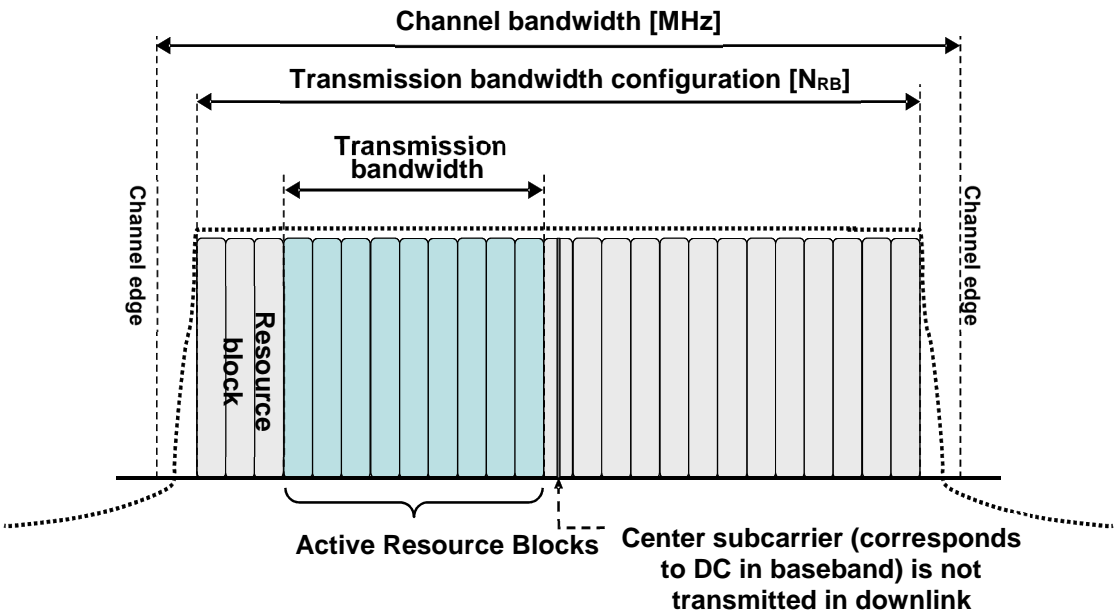 Channel bandwidth [MHz]
Transmission bandwidth configuration [NRB]
Transmission
bandwidth
Channel edge
Channel edge
Resource
block
Active Resource Blocks
Center subcarrier (corresponds
to DC in baseband) is not
transmitted in downlink